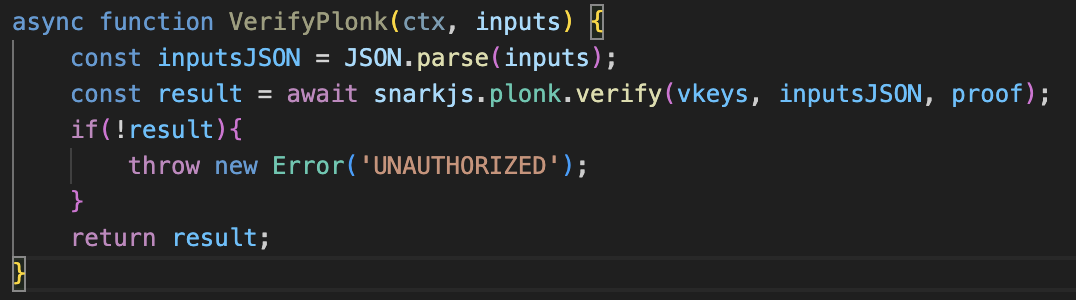 async function VerifyPlonk(ctx, inputs) {
    const inputsJSON = JSON.parse(inputs);
    const result = await snarkjs.plonk.verify(vkeys, inputsJSON, proof);
    if(!result){
        throw new Error('UNAUTHORIZED');
    }
    return result;
}